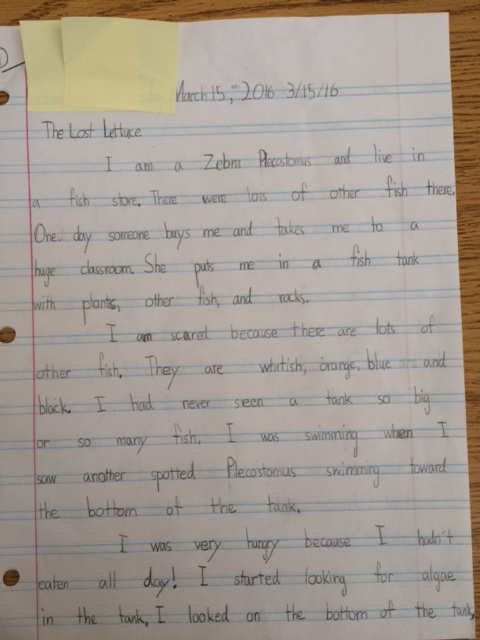 March 15, 2016 3/15/16
The Lost Lettuce
I am a Zebra Plecostomus and live in
a fish store. There were lots of other fish there.
One day someone buys me and takes me to a
huge classroom. She puts me in a fish tank
with plants, other fish, and rocks.
I am scared because there are lots of
other fish. They are whitish, orange, blue and
black. I had never seen a tank so big
or so many fish. I was swimming when I
saw another spotted Plecostomus swimming toward
the bottom of the tank.
I was very hungry because I hadn't
eaten all day! I started looking for algae
in the tank. I looked on the bottom of the tank,